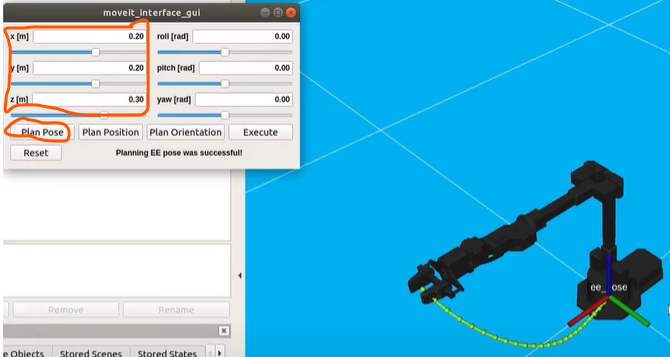 moveit_interface_gui
x [m] 0.20 roll [rad] 0.00
y [m] 0.20 pitch [rad] 0.00
z [m] 0.30 yaw [rad] 0.00
Plan Pose Plan Position Plan Orientation Execute
Reset Planning EE pose was successful!
ee_ ose
Remove Rename
e Objects Stored Scenes Stored States